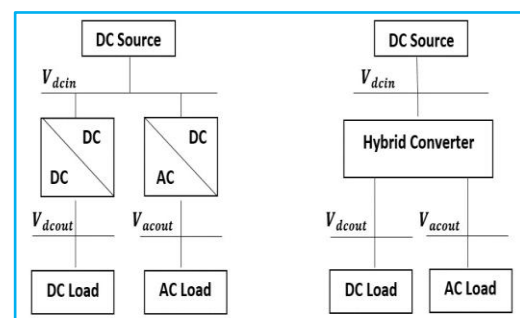 DC Source
V_dcin
DC
DC
DC
AC
V_dcout
V_acout
DC Load
AC Load
DC Source
V_dcin
Hybrid Converter
V_dcout
V_acout
DC Load
AC Load